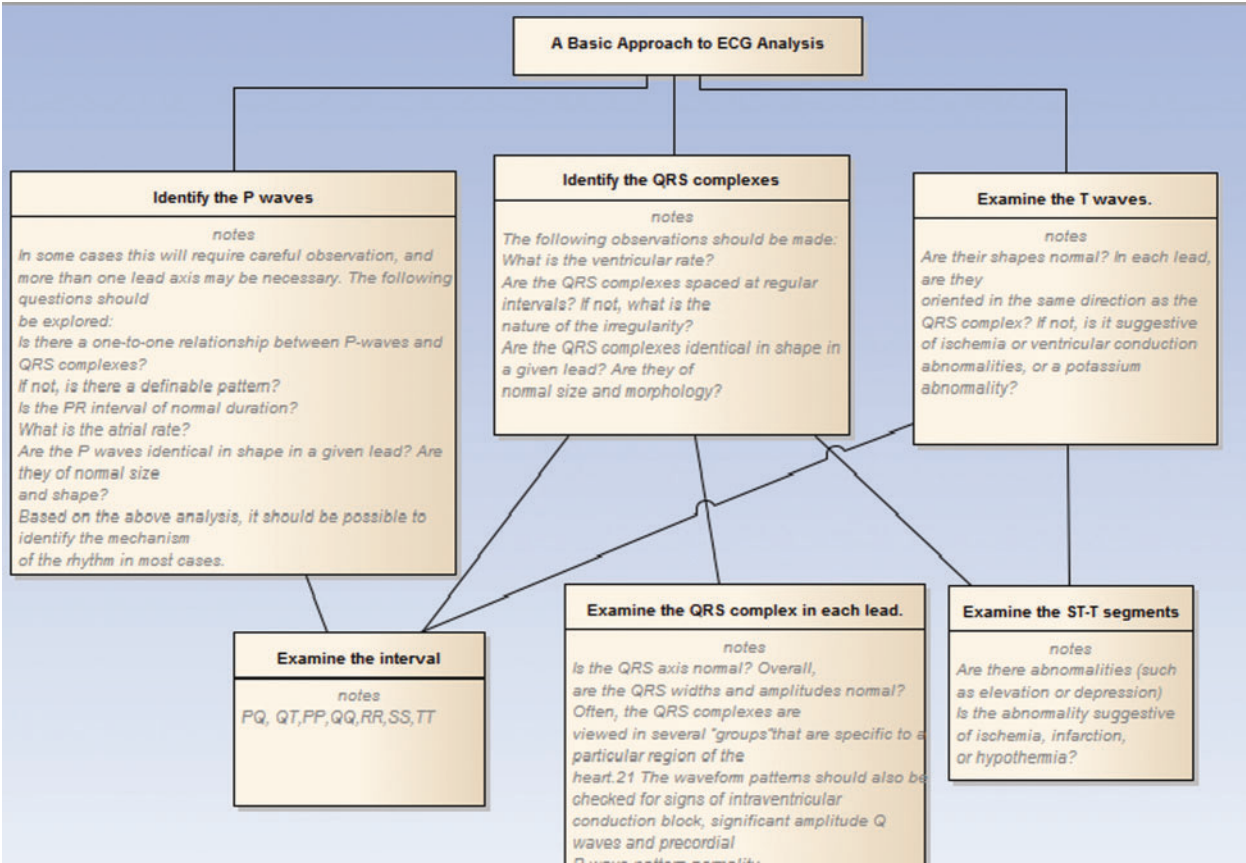 A Basic Approach to ECG Analysis
Identify the P waves
notes
In some cases this will require careful observation, and
more than one lead axis may be necessary. The following
questions should
be explored:
Is there a one-to-one relationship between P-waves and
QRS complexes?
If not, is there a definable pattern?
Is the PR interval of normal duration?
What is the atrial rate?
Are the P waves identical in shape in a given lead? Are
they of normal size
and shape?
Based on the above analysis, it should be possible to
identify the mechanism
of the rhythm in most cases.
Identify the QRS complexes
notes
The following observations should be made:
What is the ventricular rate?
Are the QRS complexes spaced at regular
intervals? If not, what is the
nature of the irregularity?
Are the QRS complexes identical in shape in
a given lead? Are they of
normal size and morphology?
Examine the T waves.
notes
Are their shapes normal? In each lead,
are they
oriented in the same direction as the
QRS complex? If not, is it suggestive
of ischemia or ventricular conduction
abnormalities, or a potassium
abnormality?
Examine the interval
notes
PQ, QT,PP,QQ,RR,SS,TT
Examine the QRS complex in each lead.
notes
Is the QRS axis normal? Overall,
are the QRS widths and amplitudes normal?
Often, the QRS complexes are
viewed in several "groups"that are specific to a
particular region of the
heart.21 The waveform patterns should also be
checked for signs of intraventricular
conduction block, significant amplitude Q
waves and precordial
Examine the ST-T segments
notes
Are there abnormalities (such
as elevation or depression)
Is the abnormality suggestive
of ischemia, infarction,
or hypothemia?